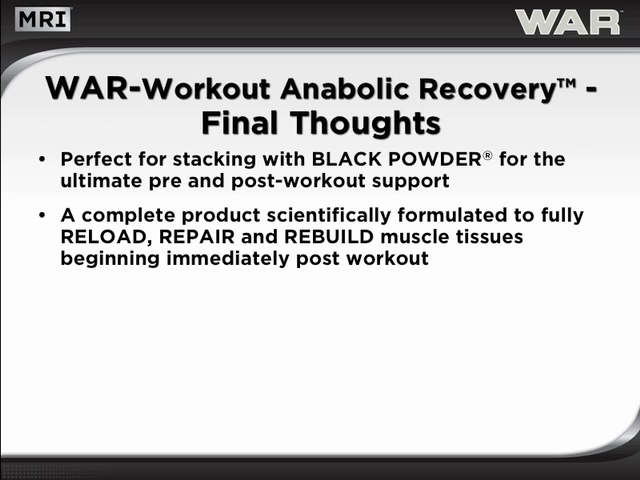 MRI WAR™
WAR-Workout Anabolic Recovery™ -
Final Thoughts
• Perfect for stacking with BLACK POWDER® for the
ultimate pre and post-workout support
• A complete product scientifically formulated to fully
RELOAD, REPAIR and REBUILD muscle tissues
beginning immediately post workout